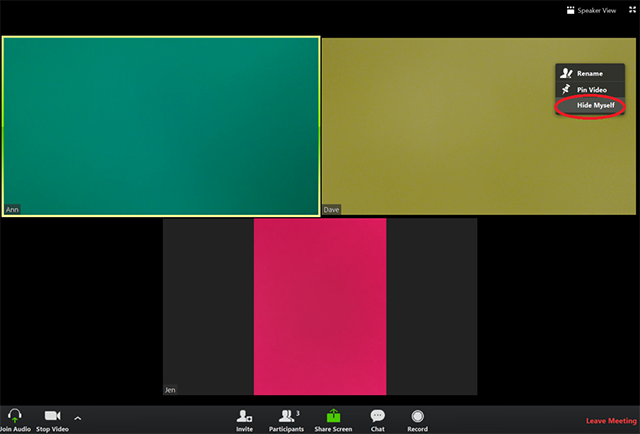 Speaker View
Rename
Pin Video
Hide Myself
Ann
Dave
Jen
3
Join Audio
Stop Video
Invite
Participants
Share Screen
Chat
Record
Leave Meeting